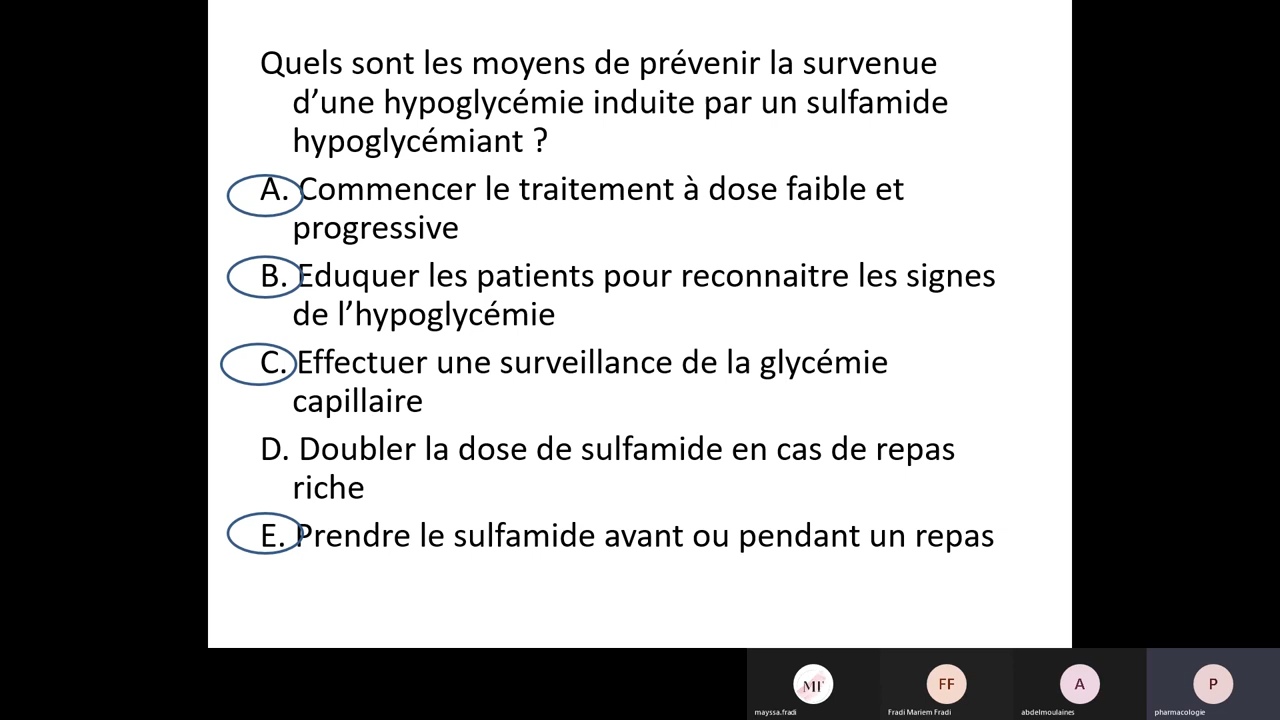 Quels sont les moyens de prévenir la survenue
d’une hypoglycémie induite par un sulfamide
hypoglycémiant ?
A. Commencer le traitement à dose faible et
progressive
B. Eduquer les patients pour reconnaitre les signes
de l’hypoglycémie
C. Effectuer une surveillance de la glycémie
capillaire
D. Doubler la dose de sulfamide en cas de repas
riche
E. Prendre le sulfamide avant ou pendant un repas
MF FF A P
mayssa.fradi Fradi Mariem Fradi abdelmoulaines pharmacologie